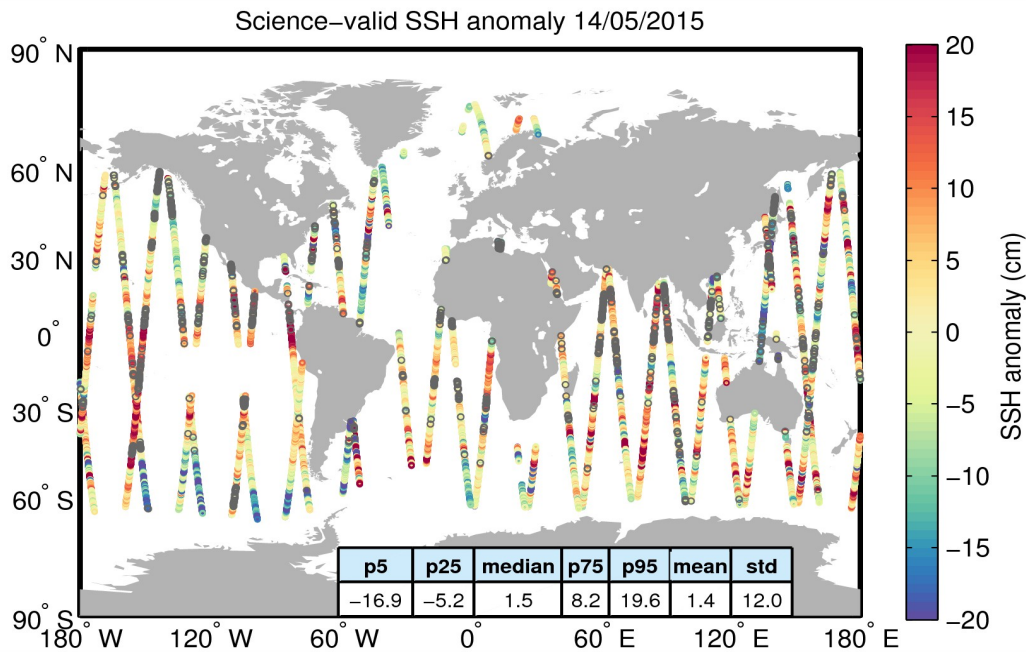 Science−valid SSH anomaly 14/05/2015
90° N
60° N
30° N
0°
30° S
60° S
90° S
180° W
120° W
60° W
0°
60° E
120° E
180° E
p5 p25 median p75 p95 mean std
−16.9 −5.2 1.5 8.2 19.6 1.4 12.0
20
15
10
5
0
−5
−10
−15
−20
SSH anomaly (cm)